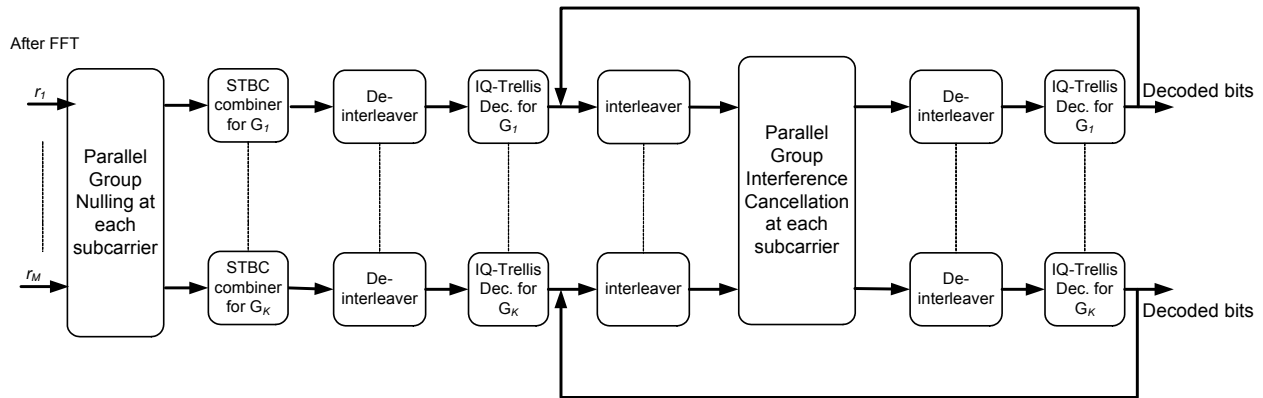 After FFT
r1
rM
Parallel
Group
Nulling at
each
subcarrier
STBC
combiner
for G1
De-
interleaver
IQ-Trellis
Dec. for
G1
interleaver
Parallel
Group
Interference
Cancellation
at each
subcarrier
De-
interleaver
IQ-Trellis
Dec. for
G1
Decoded bits
STBC
combiner
for GK
De-
interleaver
IQ-Trellis
Dec. for
GK
interleaver
De-
interleaver
IQ-Trellis
Dec. for
GK
Decoded bits